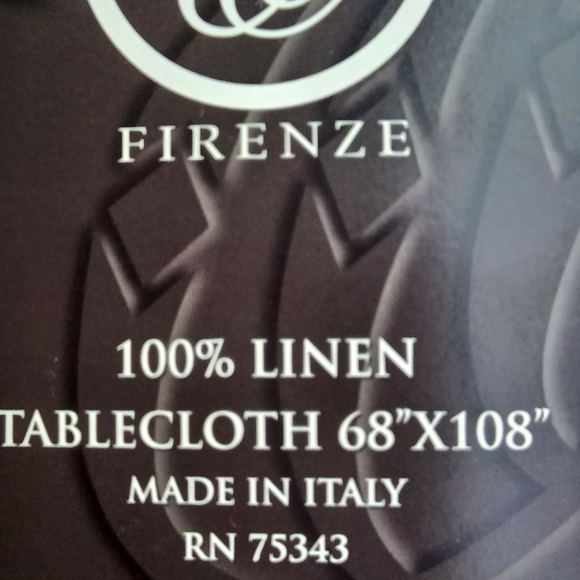 FIRENZE
100% LINEN
TABLECLOTH 68”X108”
MADE IN ITALY
RN 75343